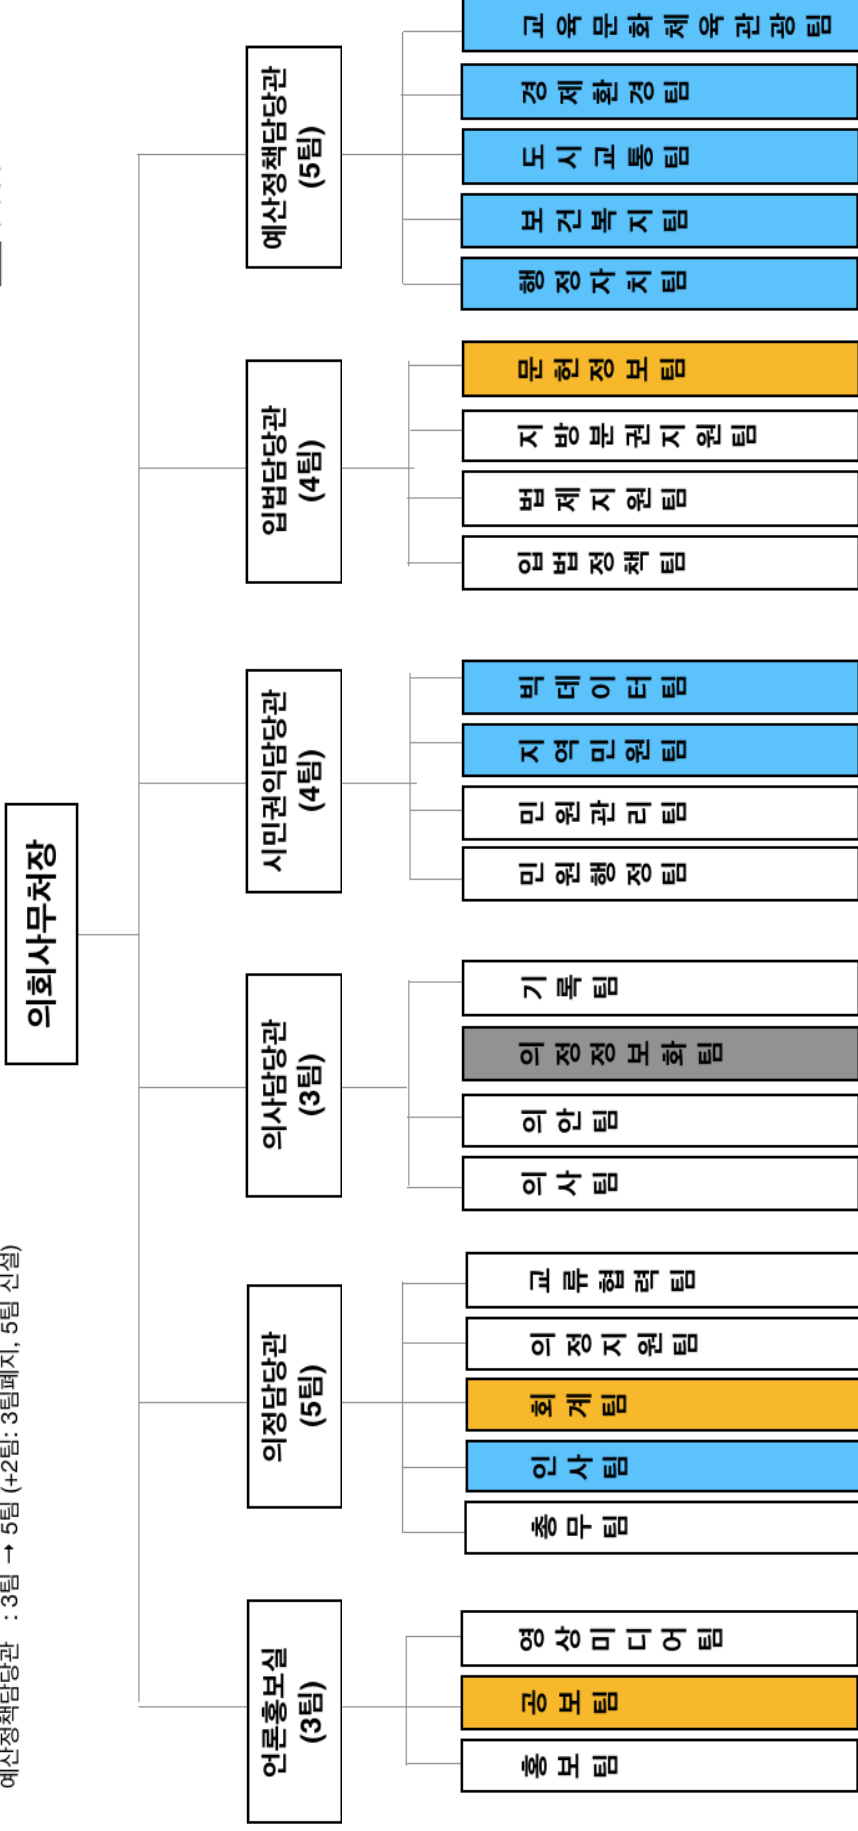 예산정책담당관 : 3팀 → 5팀 (+2팀: 3팀폐지, 5팀 신설)
의회사무처장
언론홍보실
(3팀)
의정담당관
(5팀)
의사담당관
(3팀)
시민권익담당관
(4팀)
입법담당관
(4팀)
예산정책담당관
(5팀)
홍보팀
공보팀
영상미디어팀
총무팀
인사팀
회계팀
의정지원팀
교류협력팀
의사팀
의안팀
의정정보화팀
기록팀
민원행정팀
민원관리팀
지역민원팀
빅데이터팀
입법정책팀
법제지원팀
지방분권지원팀
문헌정보팀
행정자치팀
보건복지팀
도시교통팀
경제환경팀
교육문화체육관광팀